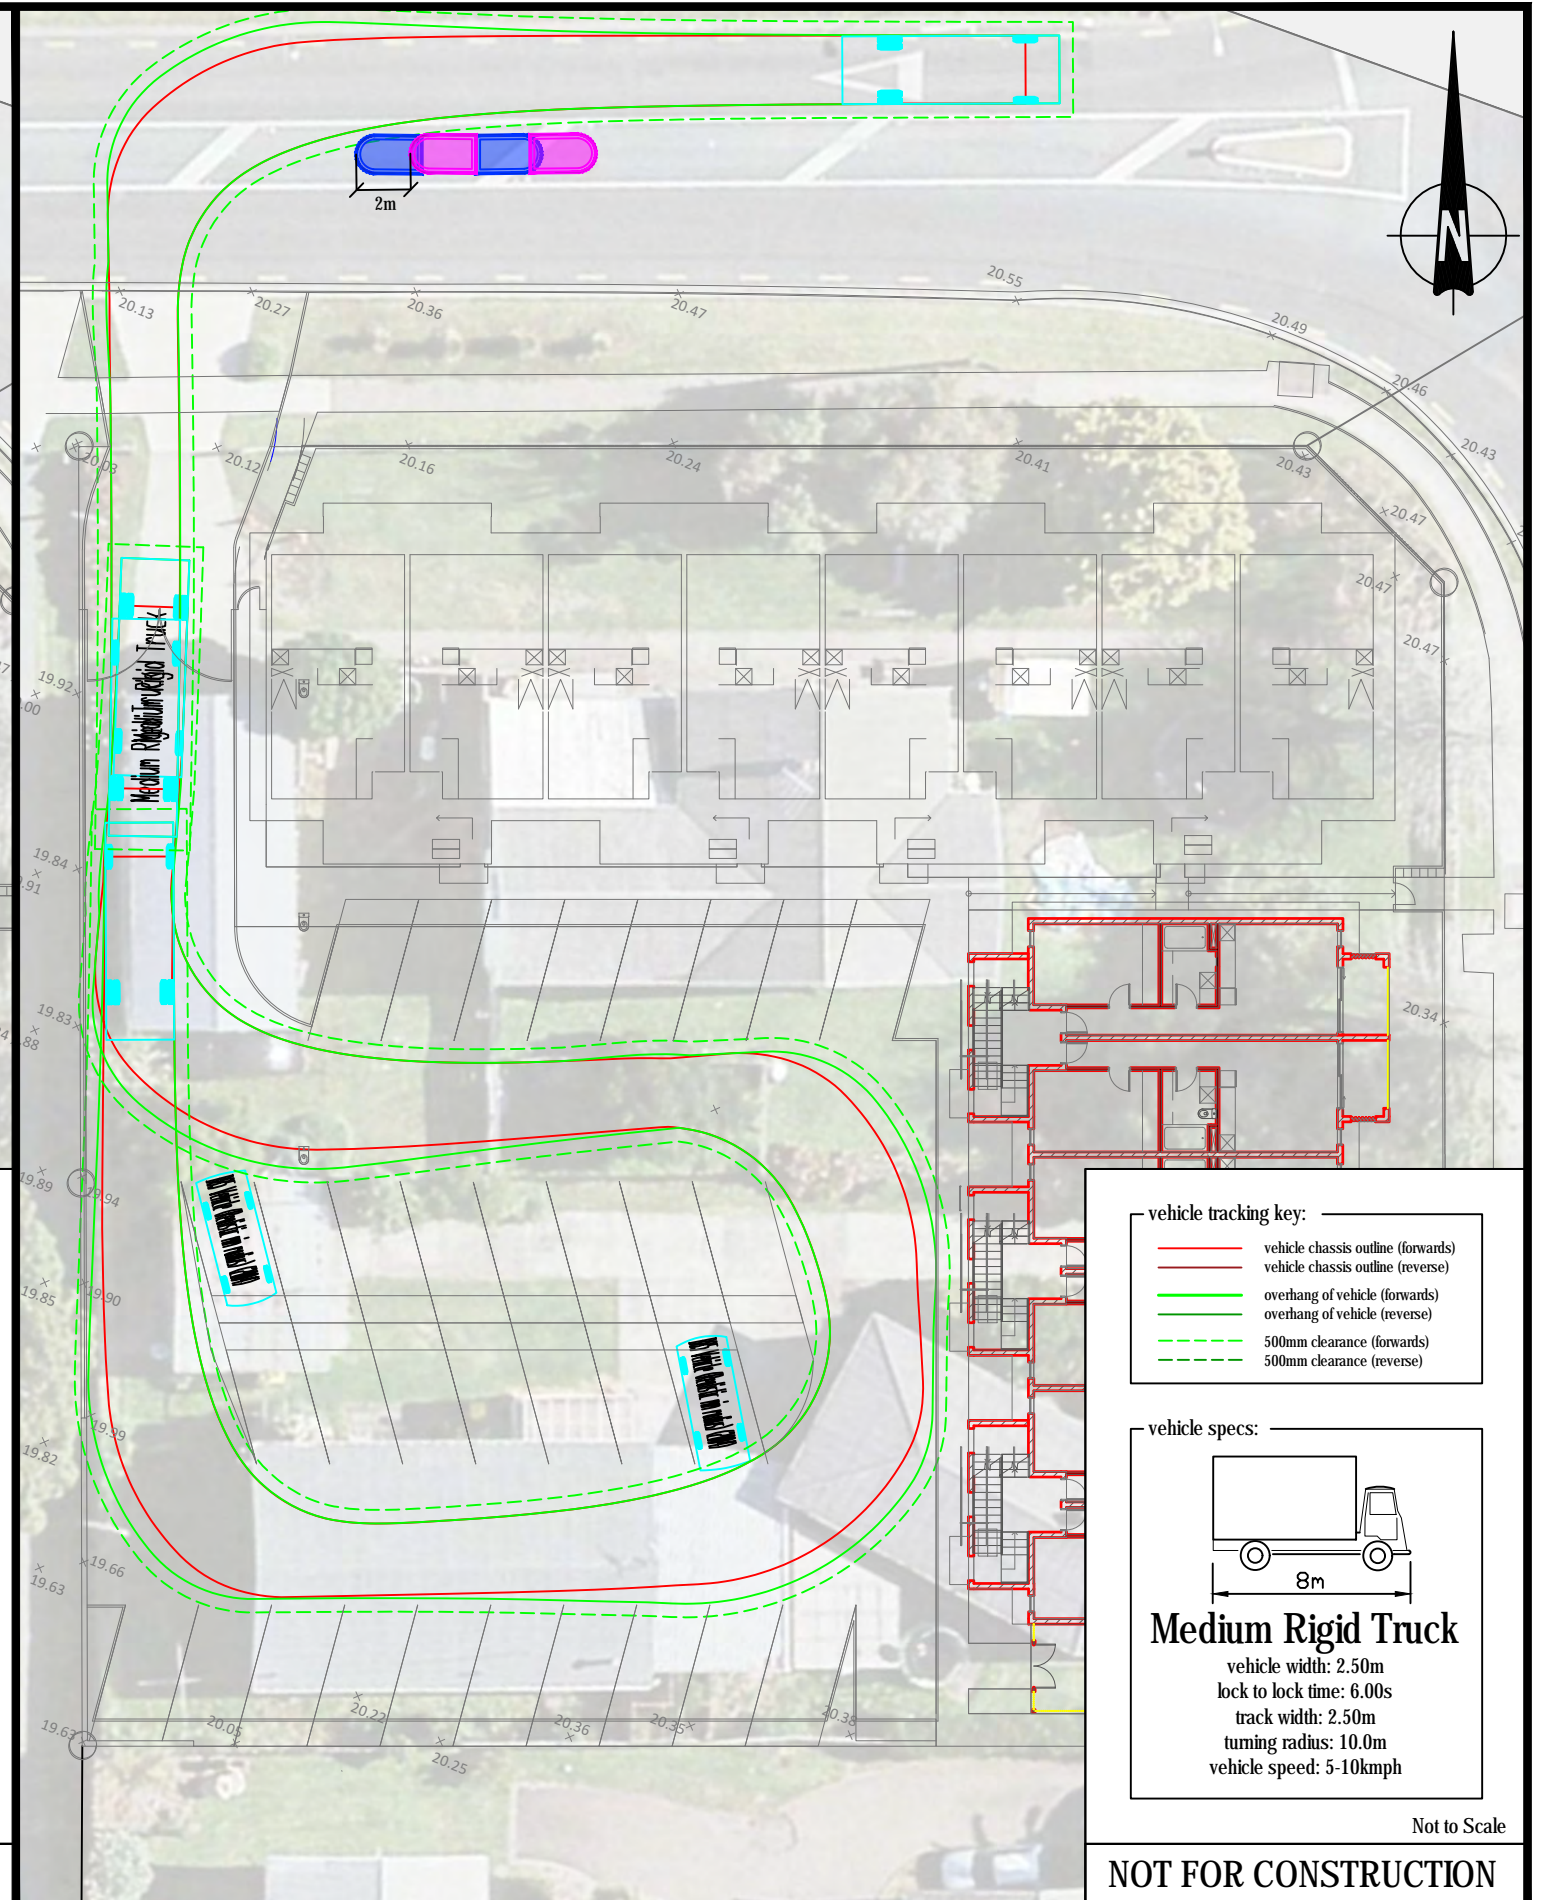 2m
N
20.55
20.13
20.27
20.36
20.47
20.49
20.46
20.43
20.03
20.12
20.16
20.24
20.41
20.43
20.47
20.47
20.47
19.92
.00
Medium Rigid Truck
19.84
.91
19.83
.88
20.34
19.89
19.94
19.85
19.90
19.99
19.82
19.66
19.63
19.63
20.05
20.22
20.25
20.36
20.35
20.38
vehicle tracking key:
vehicle chassis outline (forwards)
vehicle chassis outline (reverse)
overhang of vehicle (forwards)
overhang of vehicle (reverse)
500mm clearance (forwards)
500mm clearance (reverse)
vehicle specs:
8m
Medium Rigid Truck
vehicle width: 2.50m
lock to lock time: 6.00s
track width: 2.50m
turning radius: 10.0m
vehicle speed: 5-10kmph
Not to Scale
NOT FOR CONSTRUCTION